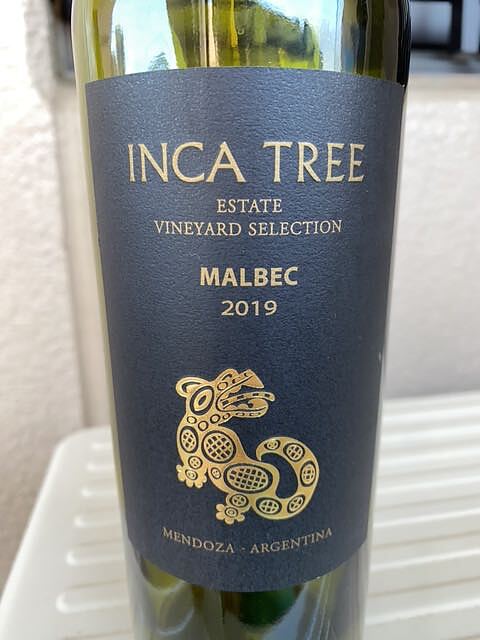 INCA TREE
ESTATE
VINEYARD SELECTION
MALBEC
2019
MENDOZA - ARGENTINA